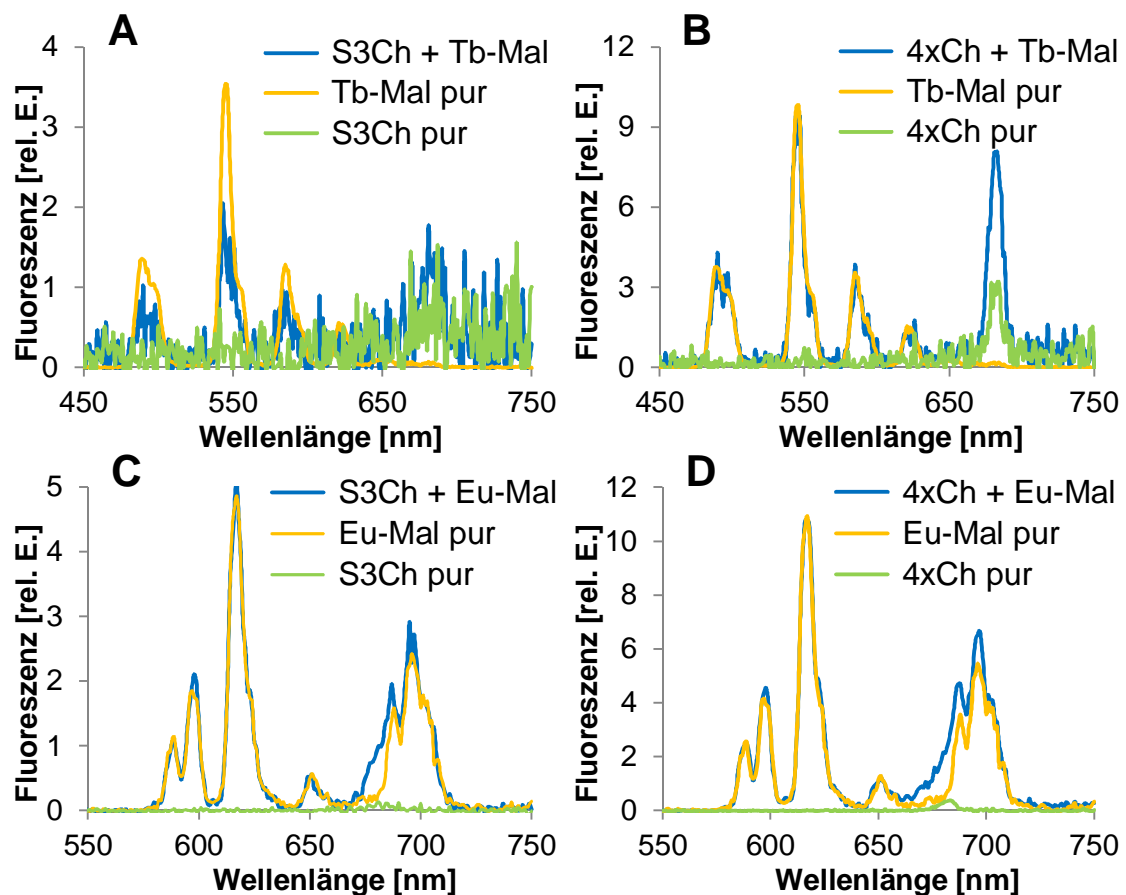 A
S3Ch + Tb-Mal
Tb-Mal pur
S3Ch pur
Fluoreszenz [rel. E.]
4
3
2
1
0
450 550 650 750
Wellenlänge [nm]
B
4xCh + Tb-Mal
Tb-Mal pur
4xCh pur
Fluoreszenz [rel. E.]
12
9
6
3
0
450 550 650 750
Wellenlänge [nm]
C
S3Ch + Eu-Mal
Eu-Mal pur
S3Ch pur
Fluoreszenz [rel. E.]
5
4
3
2
1
0
550 600 650 700 750
Wellenlänge [nm]
D
4xCh + Eu-Mal
Eu-Mal pur
4xCh pur
Fluoreszenz [rel. E.]
12
10
8
6
4
2
0
550 600 650 700 750
Wellenlänge [nm]